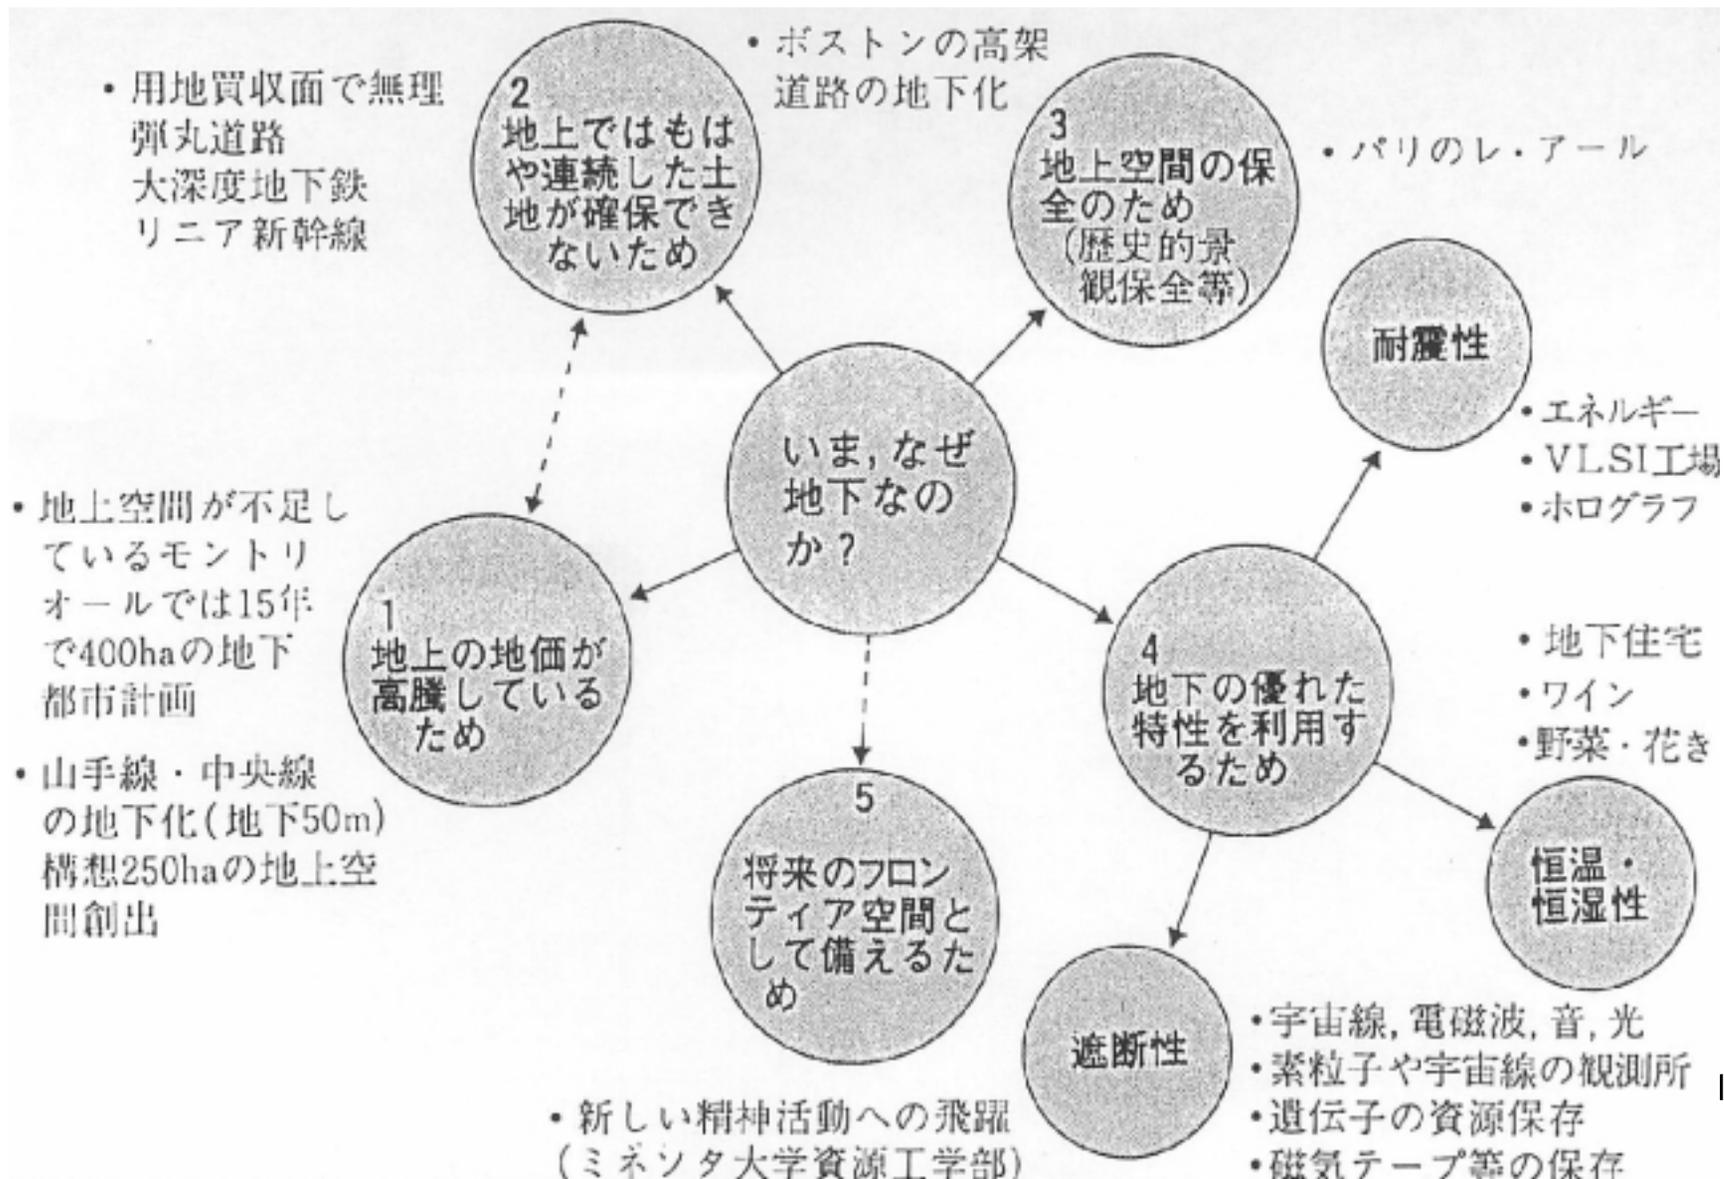 ・用地買収面で無理
弾丸道路
大深度地下鉄
リニア新幹線
2
地上ではもは
や連続した土
地が確保でき
ないため
・ボストンの高架
道路の地下化
3
地上空間の保
全のため
(歴史的景
観保全等)
・パリのレ・アール
いま,なぜ
地下なの
か?
耐震性
・エネルギー
・VLSI工場
・ホログラフ
・地上空間が不足し
ているモントリ
オールでは15年
で400haの地下
都市計画
・山手線・中央線
の地下化(地下50m)
構想250haの地上空
間創出
1
地上の地価が
高騰している
ため
4
地下の優れた
特性を利用す
るため
・地下住宅
・ワイン
・野菜・花き
恒温・
恒湿性
5
将来のフロン
ティア空間と
して備えるた
め
・新しい精神活動への飛躍
(ミネソタ大学資源工学部)
遮断性
・宇宙線,電磁波,音,光
・素粒子や宇宙線の観測所
・遺伝子の資源保存
・磁気テープ等の保存